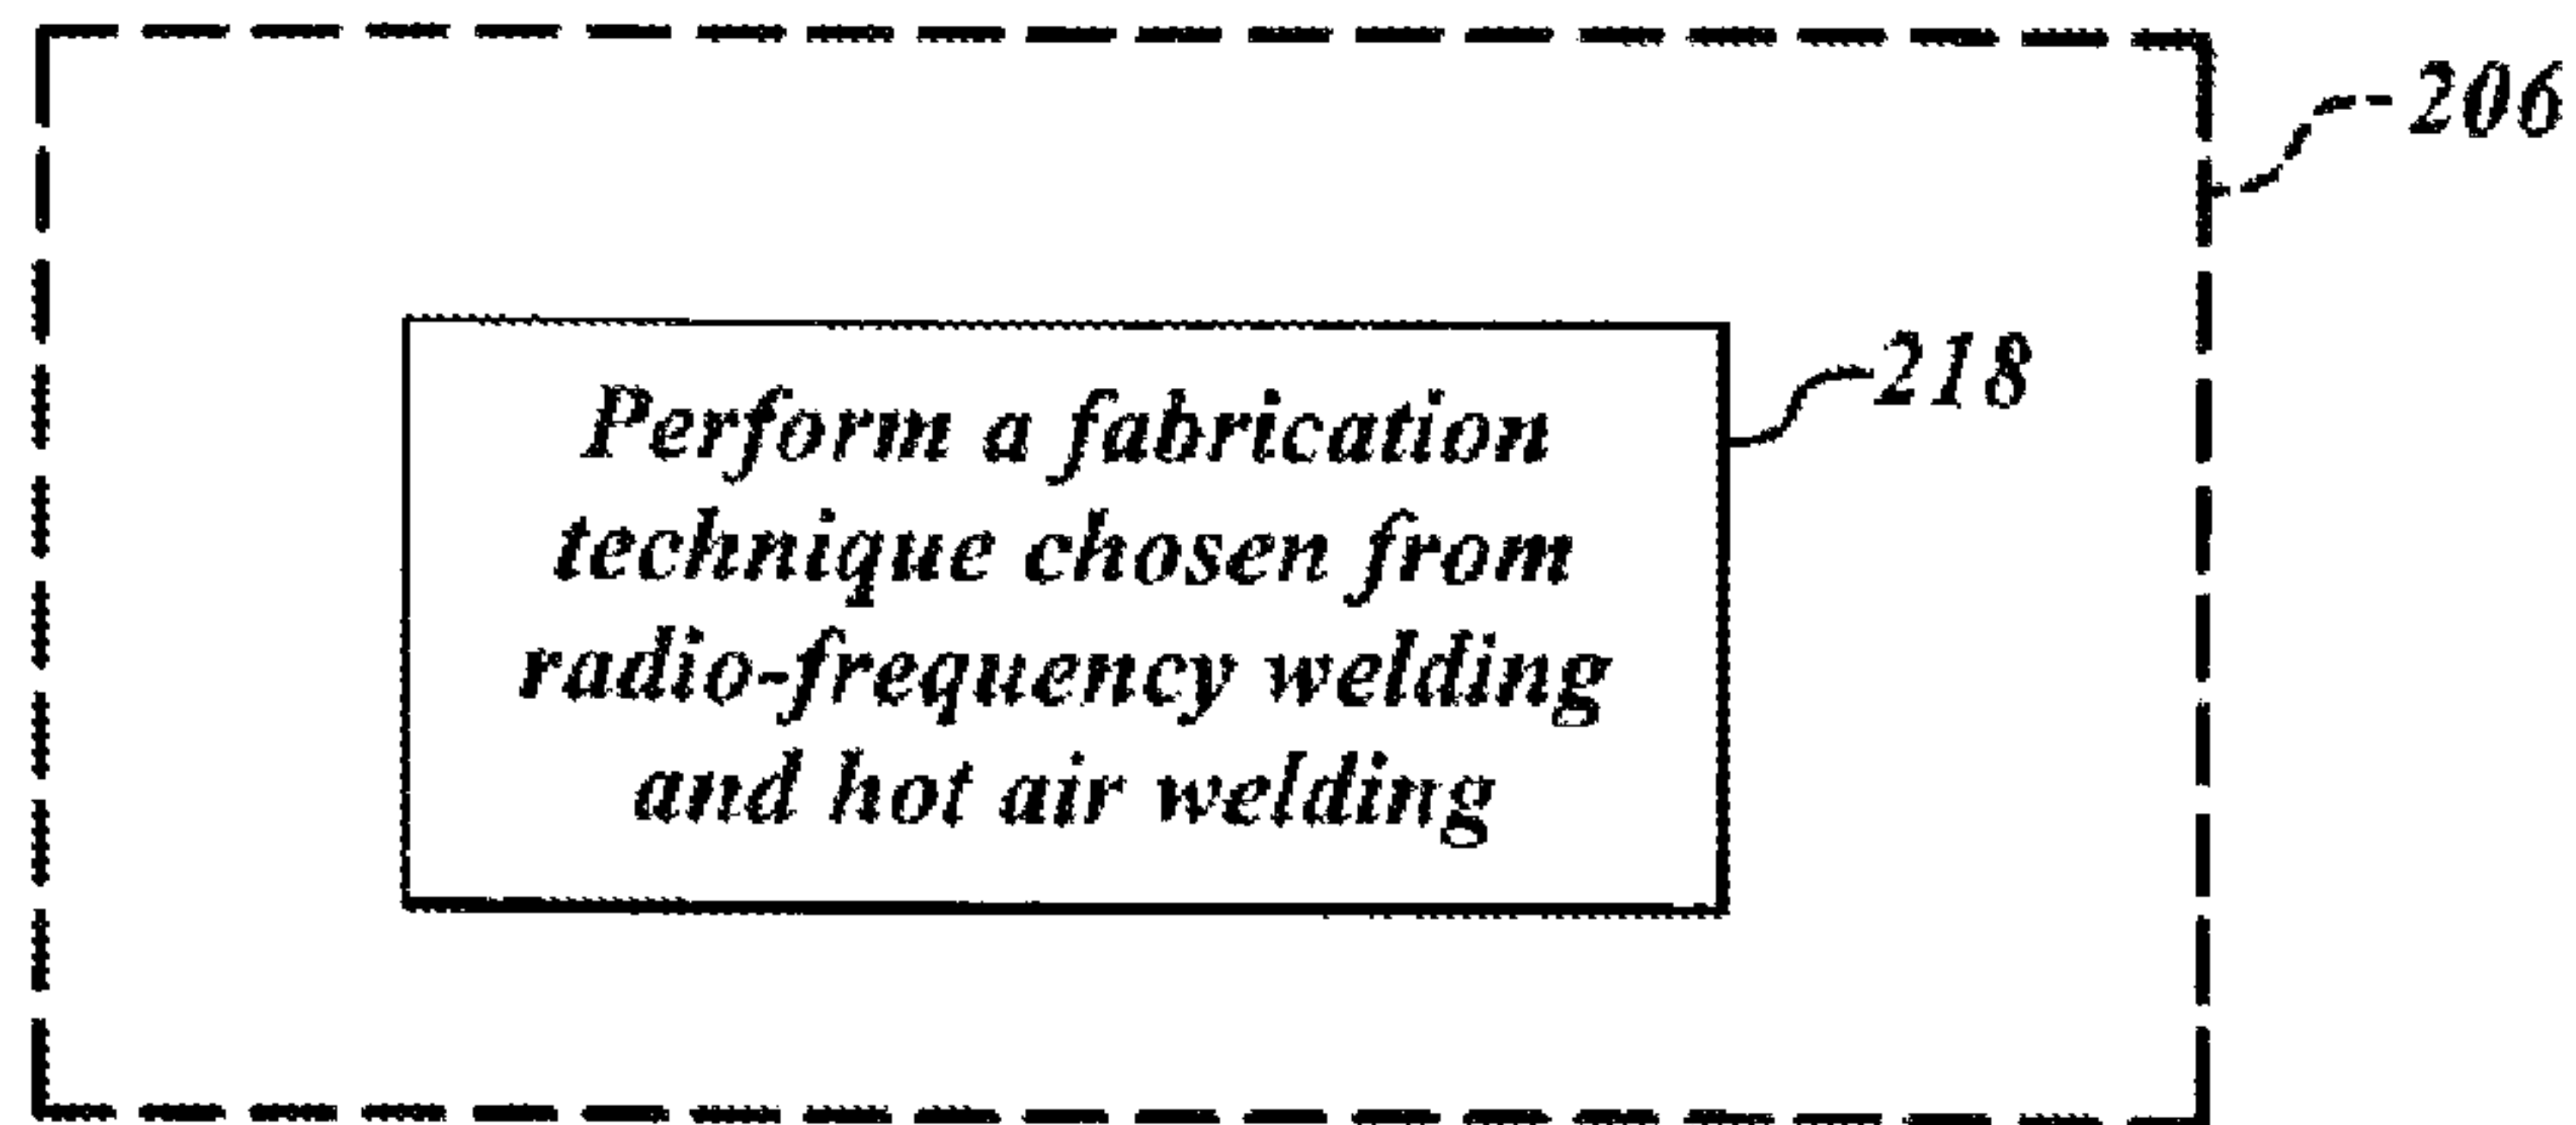 206
218
Perform a fabrication
technique chosen from
radio-frequency welding
and hot air welding